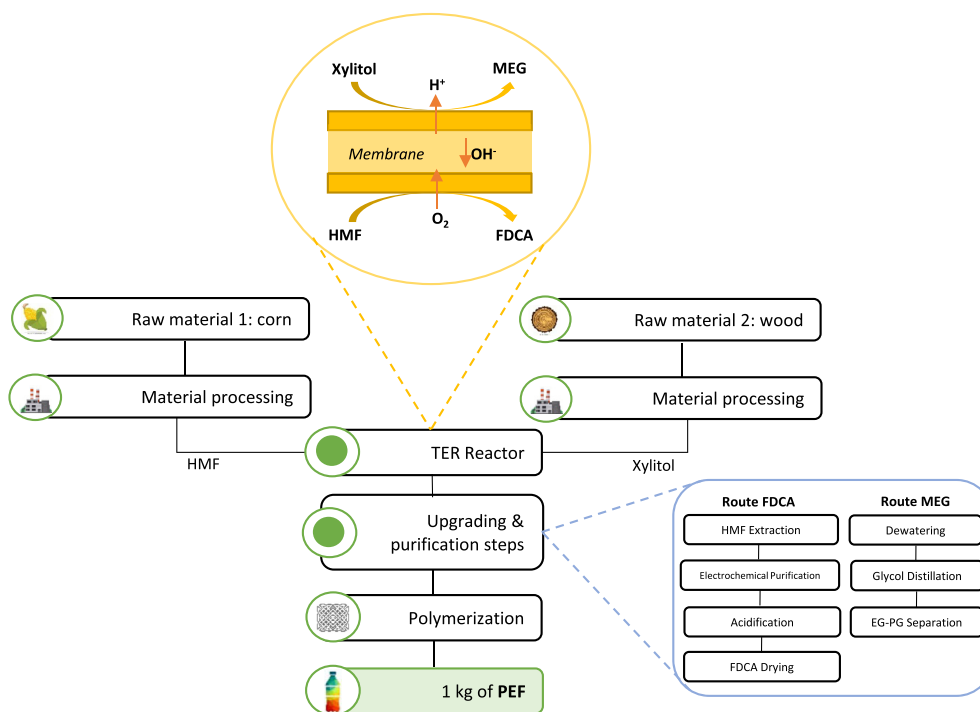 Xylitol
MEG
H⁺
Membrane
OH⁻
O₂
HMF
FDCA
Raw material 1: corn
Raw material 2: wood
Material processing
Material processing
HMF
TER Reactor
Xylitol
Upgrading &
purification steps
Polymerization
1 kg of PEF
Route FDCA
HMF Extraction
Electrochemical Purification
Acidification
FDCA Drying
Route MEG
Dewatering
Glycol Distillation
EG-PG Separation